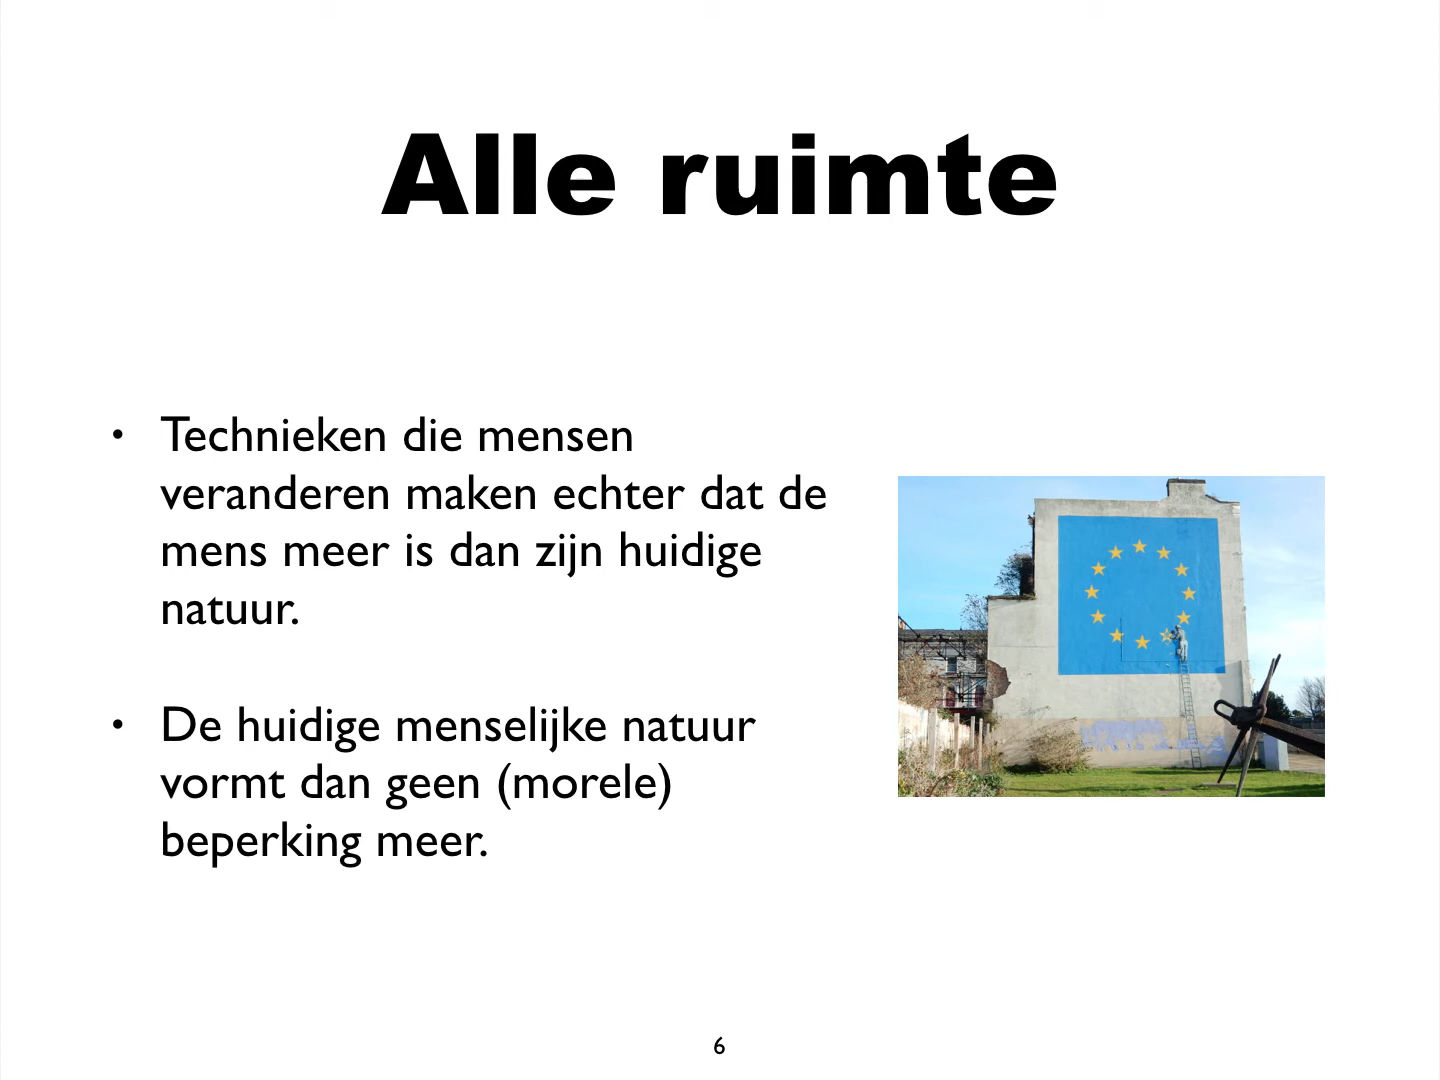 Alle ruimte
• Technieken die mensen
veranderen maken echter dat de
mens meer is dan zijn huidige
natuur.
• De huidige menselijke natuur
vormt dan geen (morele)
beperking meer.
6